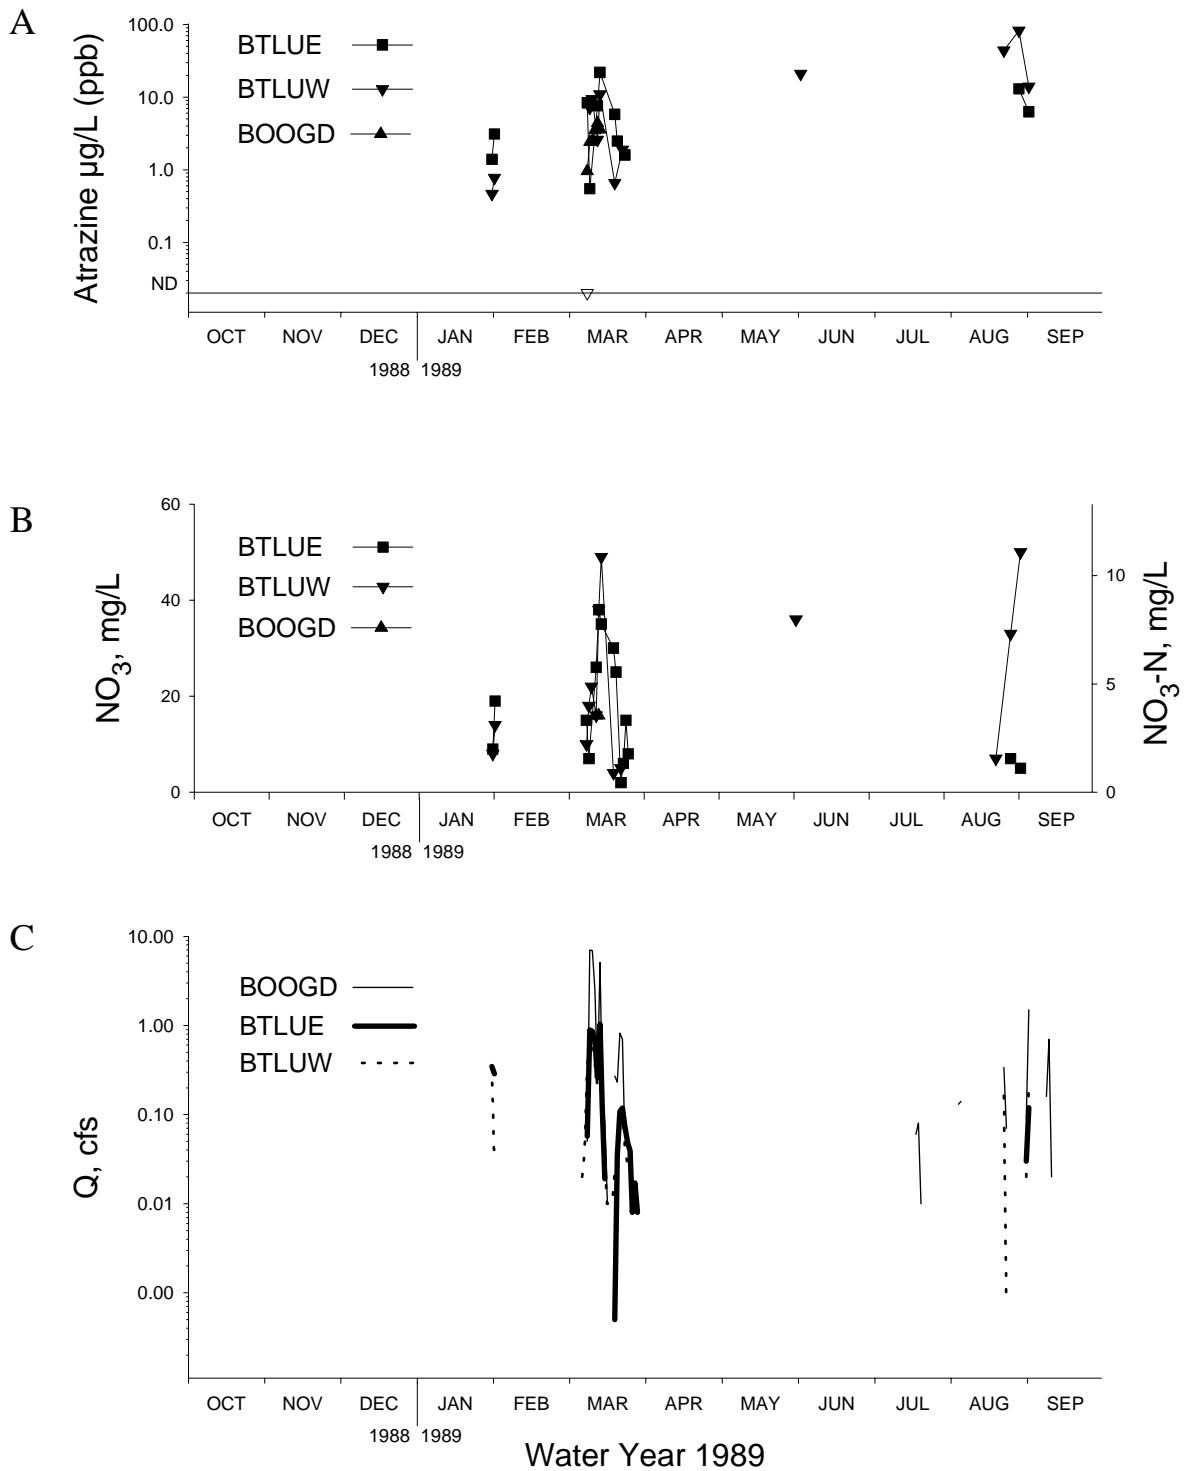 A
Atrazine µg/L (ppb)
100.0
10.0
1.0
0.1
ND
BTLUE
BTLUW
BOOGD
OCT NOV DEC JAN FEB MAR APR MAY JUN JUL AUG SEP
1988 1989
B
NO3, mg/L
60
40
20
0
BTLUE
BTLUW
BOOGD
10
5
0
NO3-N, mg/L
OCT NOV DEC JAN FEB MAR APR MAY JUN JUL AUG SEP
1988 1989
C
Q, cfs
10.00
1.00
0.10
0.01
0.00
BOOGD
BTLUE
BTLUW
OCT NOV DEC JAN FEB MAR APR MAY JUN JUL AUG SEP
1988 1989
Water Year 1989